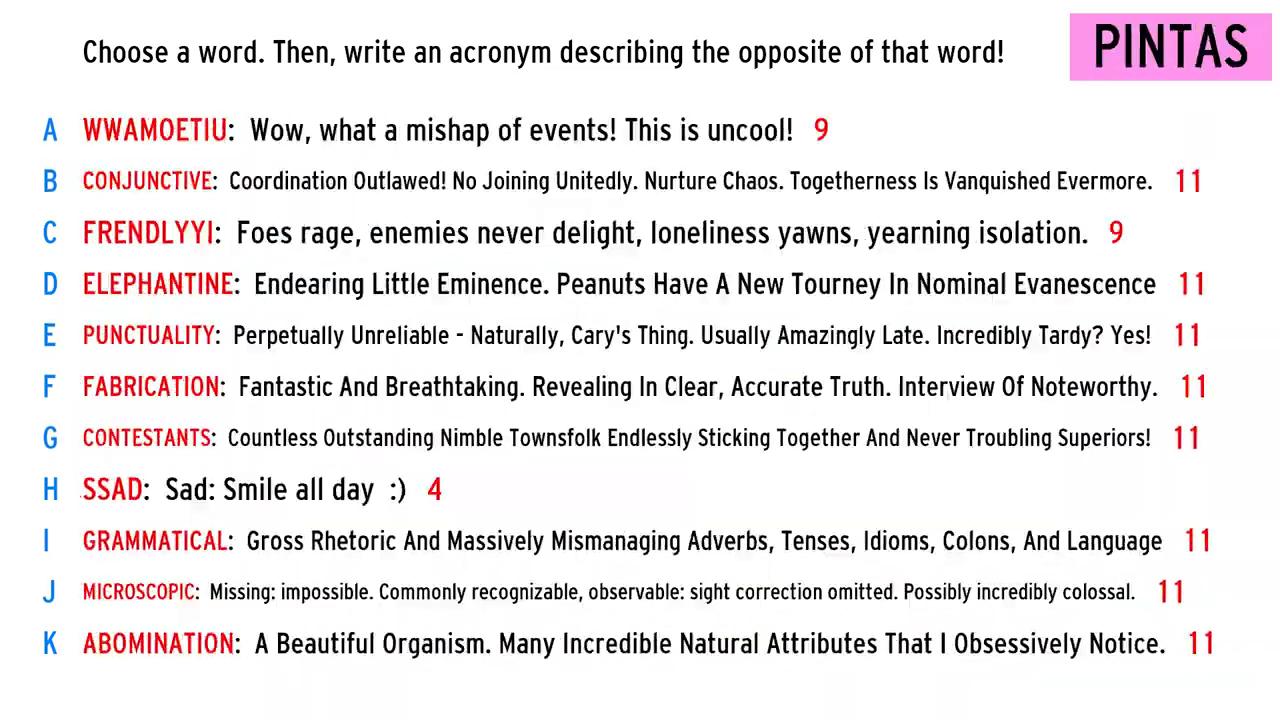 Choose a word. Then, write an acronym describing the opposite of that word!
PINTAS
A WWAMOETIU: Wow, what a mishap of events! This is uncool! 9
B CONJUNCTIVE: Coordination Outlawed! No Joining Unitedly. Nurture Chaos. Togetherness Is Vanquished Evermore. 11
C FRENDLYYI: Foes rage, enemies never delight, loneliness yawns, yearning isolation. 9
D ELEPHANTINE: Endearing Little Eminence. Peanuts Have A New Tourney In Nominal Evanescence 11
E PUNCTUALITY: Perpetually Unreliable - Naturally, Cary's Thing. Usually Amazingly Late. Incredibly Tardy? Yes! 11
F FABRICATION: Fantastic And Breathtaking. Revealing In Clear, Accurate Truth. Interview Of Noteworthy. 11
G CONTESTANTS: Countless Outstanding Nimble Townsfolk Endlessly Sticking Together And Never Troubling Superiors! 11
H SSAD: Sad: Smile all day :) 4
I GRAMMATICAL: Gross Rhetoric And Massively Mismanaging Adverbs, Tenses, Idioms, Colons, And Language 11
J MICROSCOPIC: Missing: impossible. Commonly recognizable, observable: sight correction omitted. Possibly incredibly colossal. 11
K ABOMINATION: A Beautiful Organism. Many Incredible Natural Attributes That I Obsessively Notice. 11